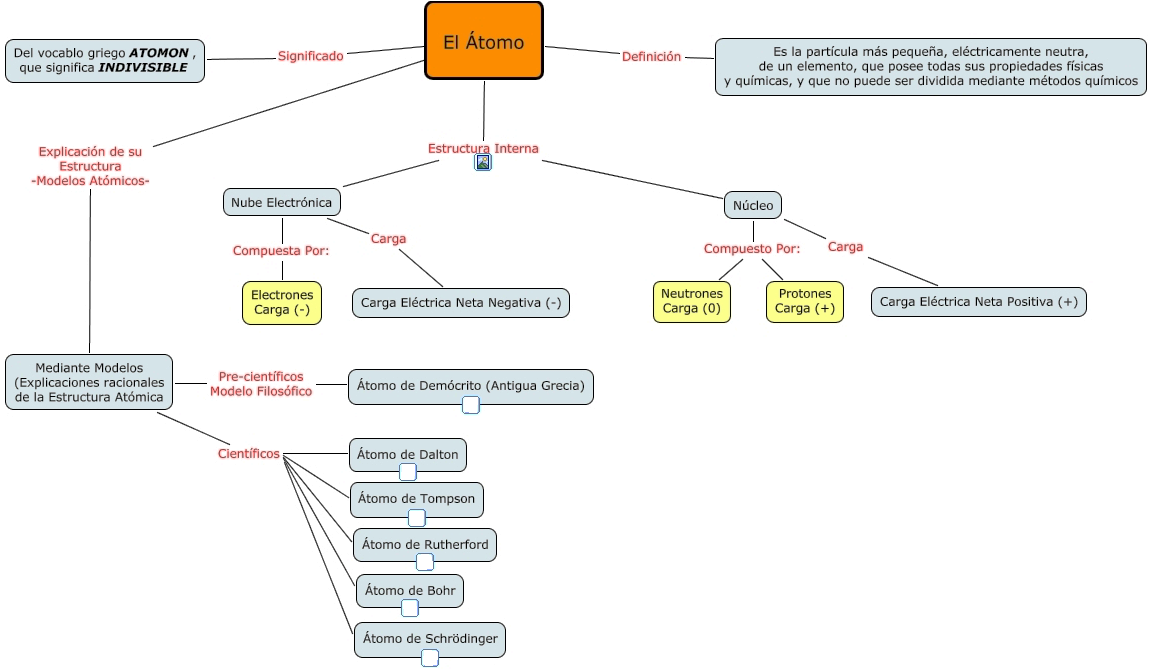 El Átomo
Del vocablo griego ATOMON ,
que significa INDIVISIBLE
Significado
Definición
Es la partícula más pequeña, eléctricamente neutra,
de un elemento, que posee todas sus propiedades físicas
y químicas, y que no puede ser dividida mediante métodos químicos
Explicación de su
Estructura
-Modelos Atómicos-
Estructura Interna
Nube Electrónica
Núcleo
Compuesta Por:
Carga
Compuesto Por:
Carga
Electrones
Carga (-)
Carga Eléctrica Neta Negativa (-)
Neutrones
Carga (0)
Protones
Carga (+)
Carga Eléctrica Neta Positiva (+)
Mediante Modelos
(Explicaciones racionales
de la Estructura Atómica
Pre-científicos
Modelo Filosófico
Átomo de Demócrito (Antigua Grecia)
Científicos
Átomo de Dalton
Átomo de Tompson
Átomo de Rutherford
Átomo de Bohr
Átomo de Schrödinger